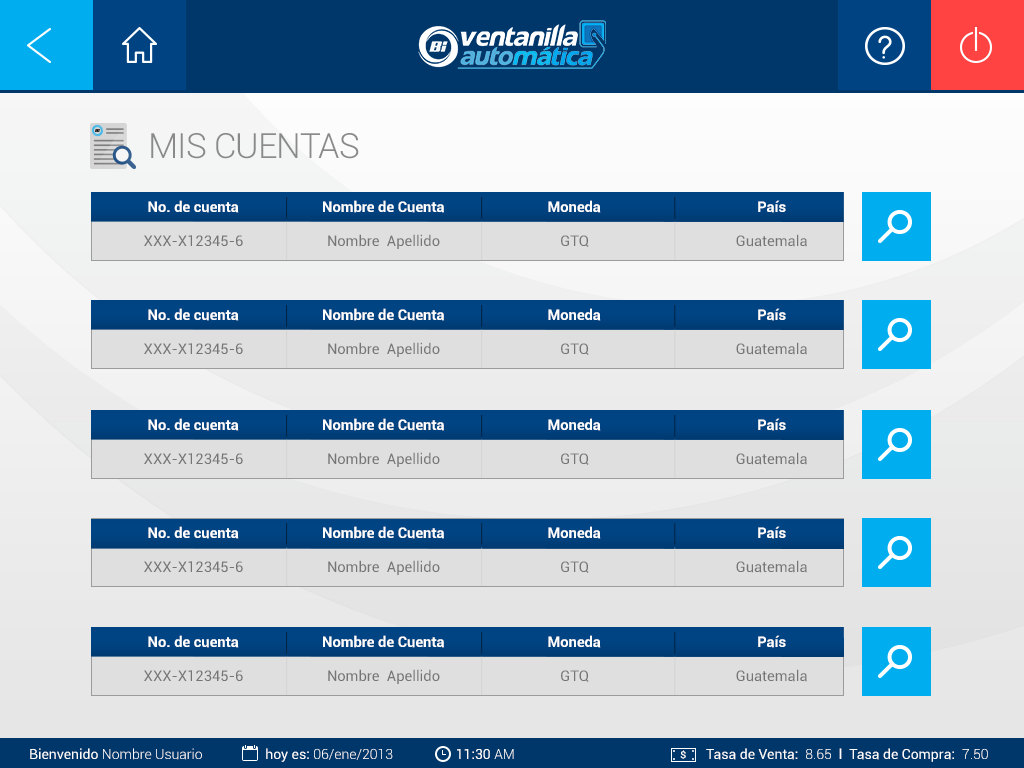 Bi ventanilla
automática
MIS CUENTAS
No. de cuenta Nombre de Cuenta Moneda País
XXX-X12345-6 Nombre Apellido GTQ Guatemala
No. de cuenta Nombre de Cuenta Moneda País
XXX-X12345-6 Nombre Apellido GTQ Guatemala
No. de cuenta Nombre de Cuenta Moneda País
XXX-X12345-6 Nombre Apellido GTQ Guatemala
No. de cuenta Nombre de Cuenta Moneda País
XXX-X12345-6 Nombre Apellido GTQ Guatemala
No. de cuenta Nombre de Cuenta Moneda País
XXX-X12345-6 Nombre Apellido GTQ Guatemala
Bienvenido Nombre Usuario hoy es: 06/ene/2013 11:30 AM $ Tasa de Venta: 8.65 I Tasa de Compra: 7.50